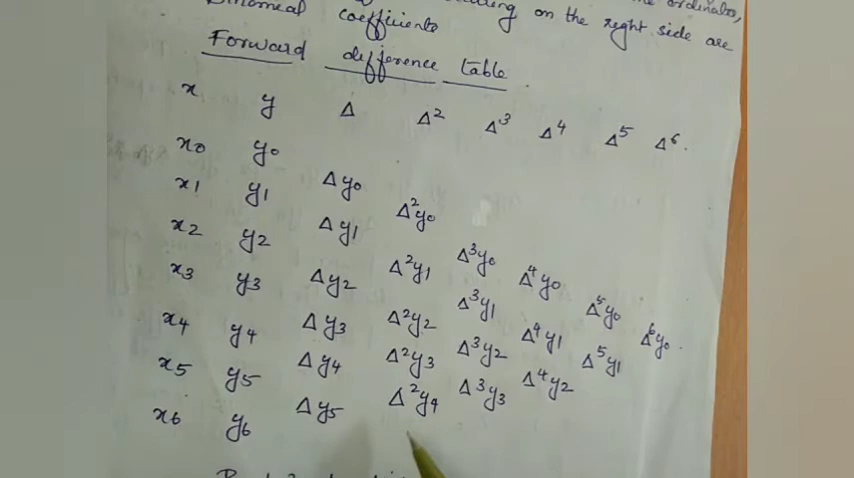 Binomial coefficients on the right side are
ordinates,
Forward difference table
x y Δ Δ² Δ³ Δ⁴ Δ⁵ Δ⁶.
x0 y0
Δy0
x1 y1 Δ²y0
Δy1 Δ³y0
x2 y2 Δ²y1 Δ⁴y0
Δy2 Δ³y1 Δ⁵y0
x3 y3 Δ²y2 Δ⁴y1 Δ⁶y0.
Δy3 Δ³y2 Δ⁵y1
x4 y4 Δ²y3 Δ⁴y2
Δy4 Δ³y3
x5 y5 Δ²y4
Δy5
x6 y6